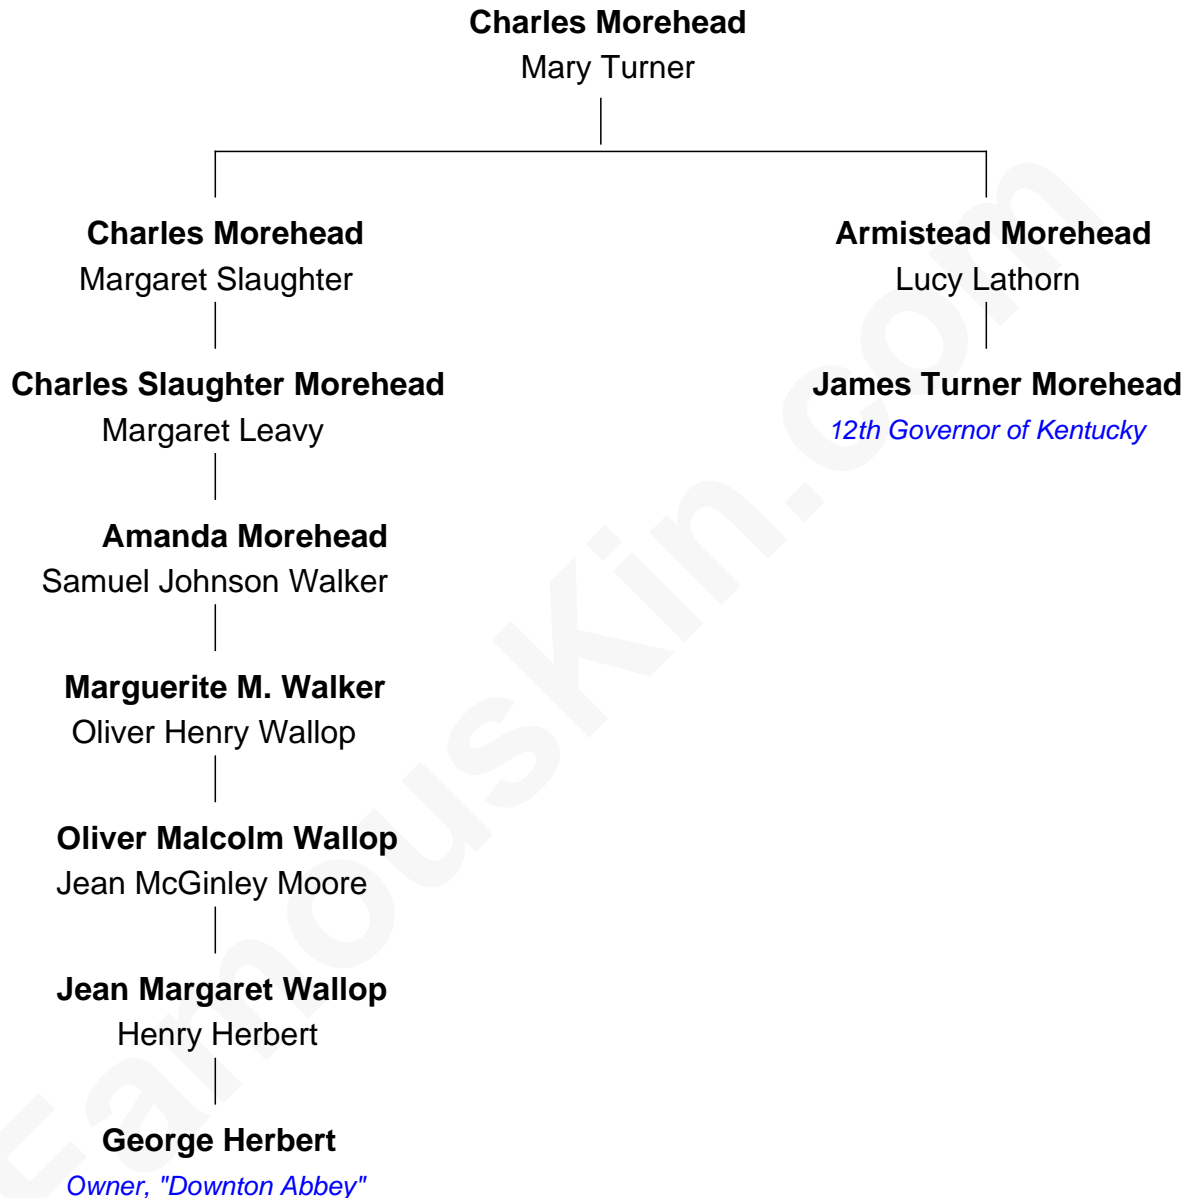 Charles Morehead
Mary Turner
Charles Morehead
Margaret Slaughter
Armistead Morehead
Lucy Lathorn
Charles Slaughter Morehead
Margaret Leavy
James Turner Morehead
12th Governor of Kentucky
Amanda Morehead
Samuel Johnson Walker
Marguerite M. Walker
Oliver Henry Wallop
Oliver Malcolm Wallop
Jean McGinley Moore
Jean Margaret Wallop
Henry Herbert
George Herbert
Owner, "Downton Abbey"
FamousKin.com